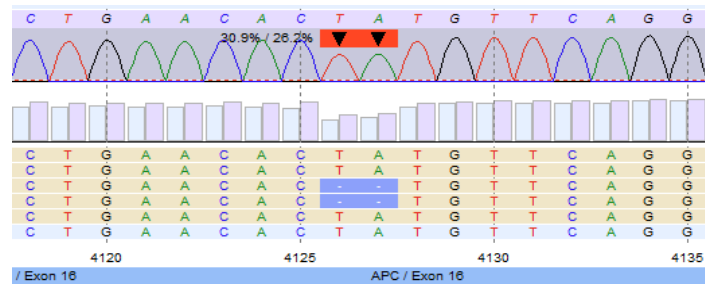 C T G A A C A C T A T G T T C A G G
30.9% / 26.2%
C T G A A C A C T A T G T T C A G G
C T G A A C A C T A T G T T C A G G
C T G A A C A C - - T G T T C A G G
C T G A A C A C - - T G T T C A G G
C T G A A C A C T A T G T T C A G G
C T G A A C A C T A T G T T C A G G
4120 4125 4130 4135
/ Exon 16 APC / Exon 16